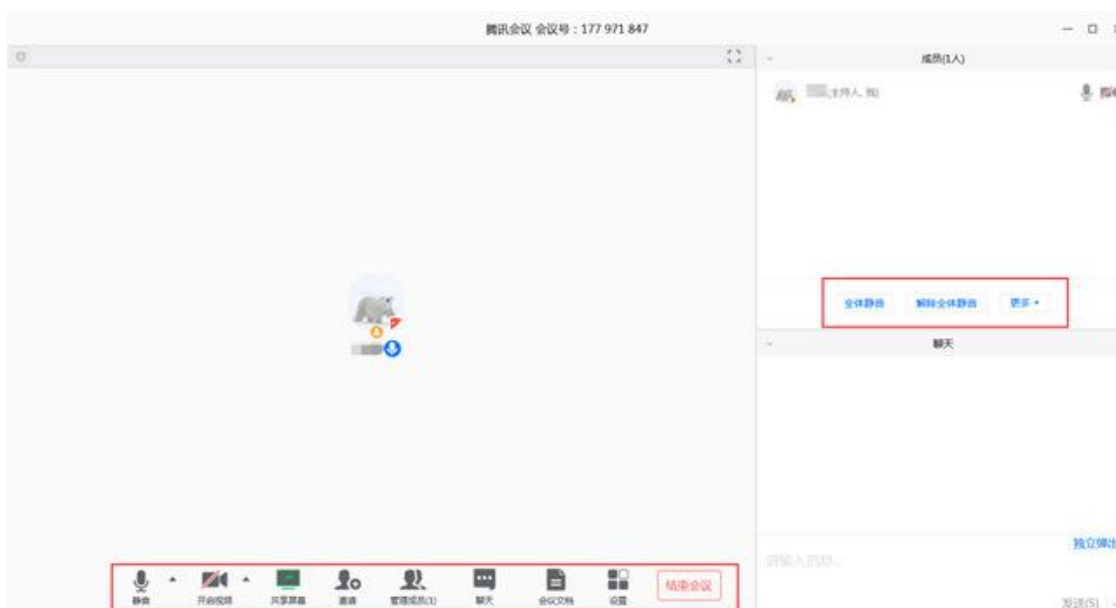 腾讯会议 会议号：177 971 847
成员(1人)
(主持人, 我)
全体静音 解除全体静音 更多
聊天
独立弹出
请输入消息...
静音 开启视频 共享屏幕 邀请 管理成员(1) 聊天 会议文档 设置 结束会议
发送(S)